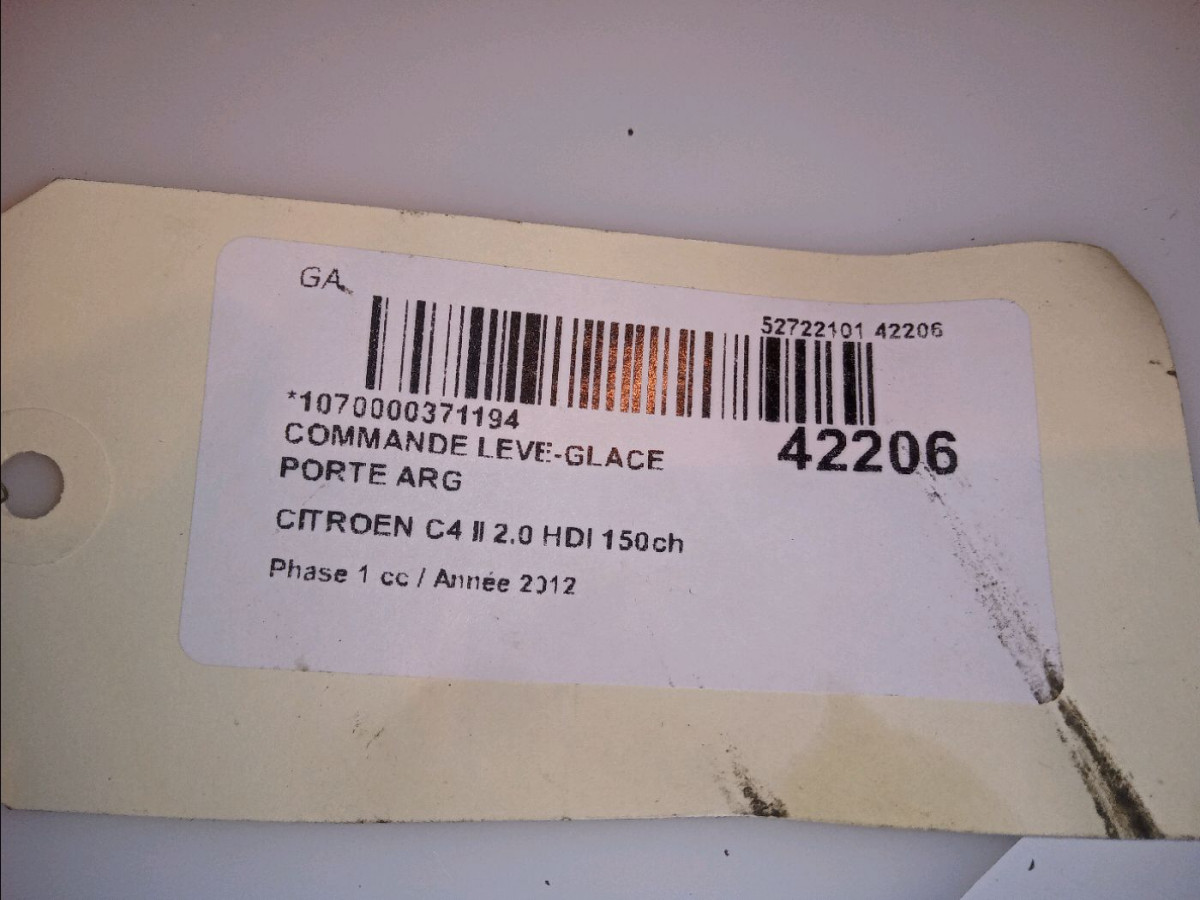 GA
52722101 42206
*1070000371194
42206
COMMANDE LEVE-GLACE
PORTE ARG
CITROEN C4 II 2.0 HDI 150ch
Phase 1 cc / Année 2012